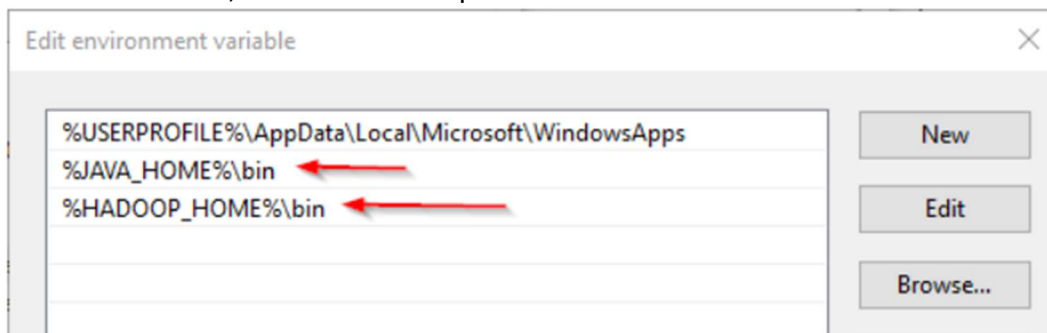 Edit environment variable
%USERPROFILE%\AppData\Local\Microsoft\WindowsApps
New
%JAVA_HOME%\bin
%HADOOP_HOME%\bin
Edit
Browse...